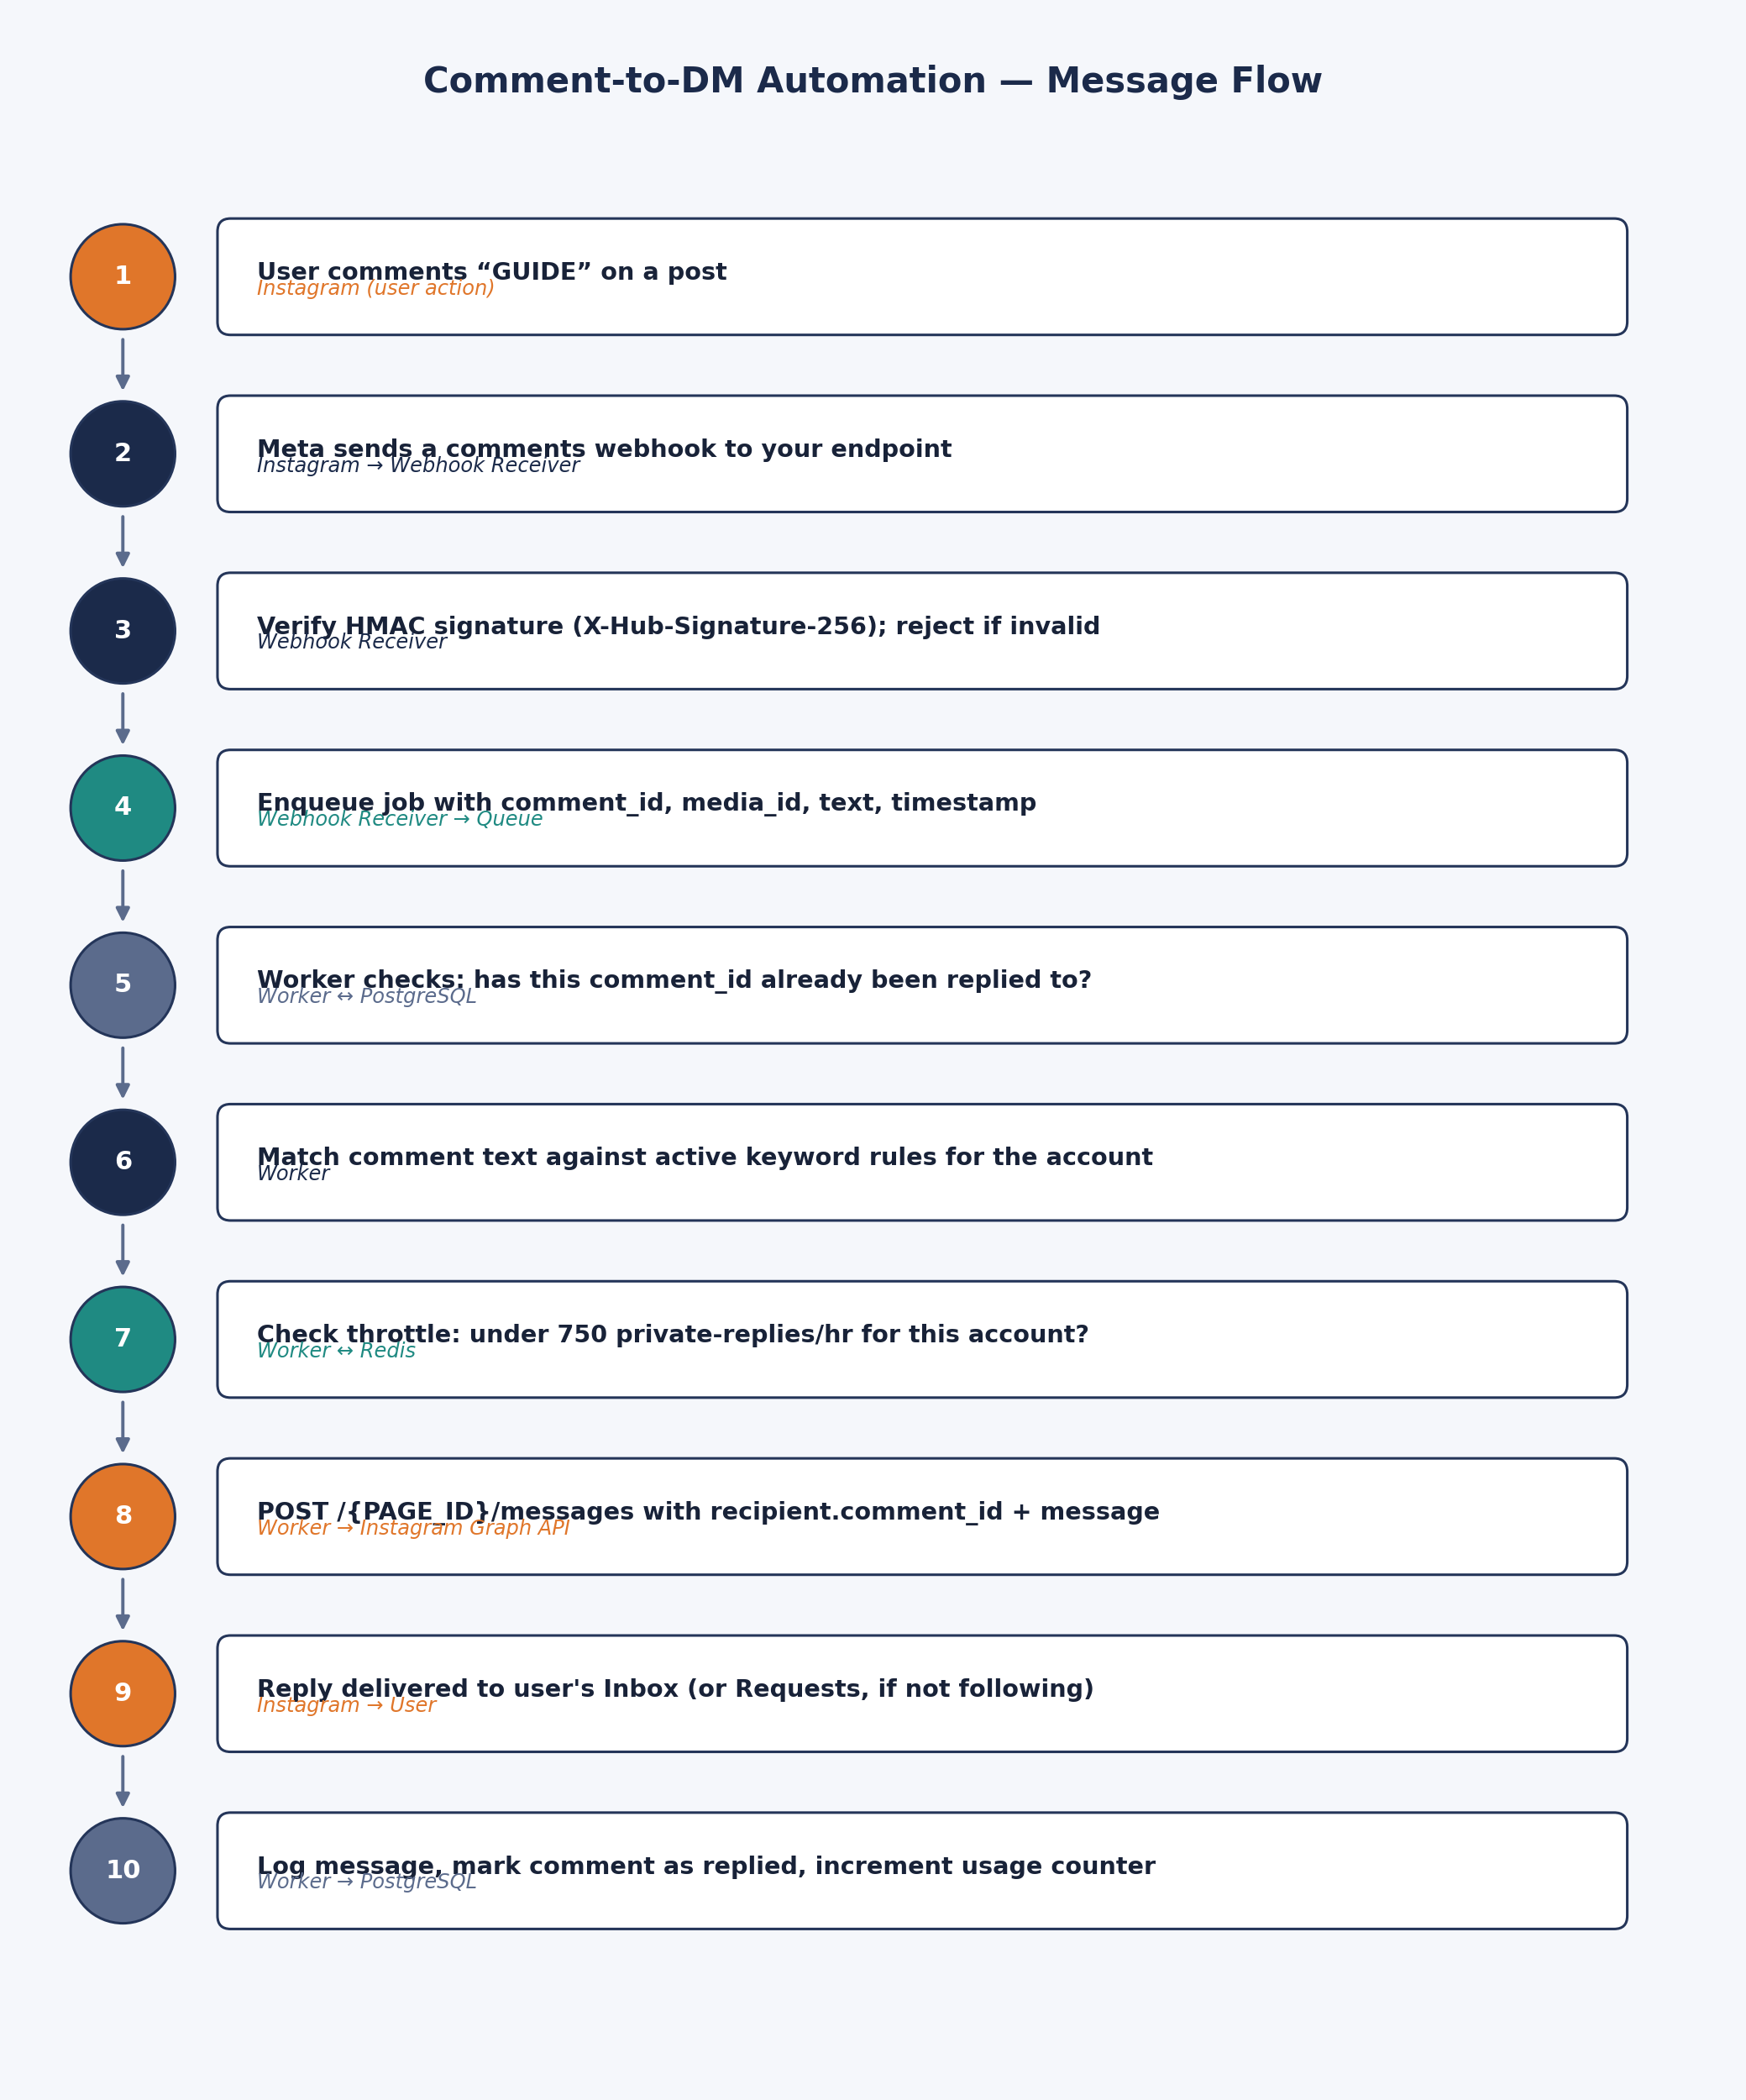 Comment-to-DM Automation — Message Flow
1
User comments “GUIDE” on a post
Instagram (user action)
2
Meta sends a comments webhook to your endpoint
Instagram → Webhook Receiver
3
Verify HMAC signature (X-Hub-Signature-256); reject if invalid
Webhook Receiver
4
Enqueue job with comment_id, media_id, text, timestamp
Webhook Receiver → Queue
5
Worker checks: has this comment_id already been replied to?
Worker ↔ PostgreSQL
6
Match comment text against active keyword rules for the account
Worker
7
Check throttle: under 750 private-replies/hr for this account?
Worker ↔ Redis
8
POST /{PAGE_ID}/messages with recipient.comment_id + message
Worker → Instagram Graph API
9
Reply delivered to user's Inbox (or Requests, if not following)
Instagram → User
10
Log message, mark comment as replied, increment usage counter
Worker → PostgreSQL